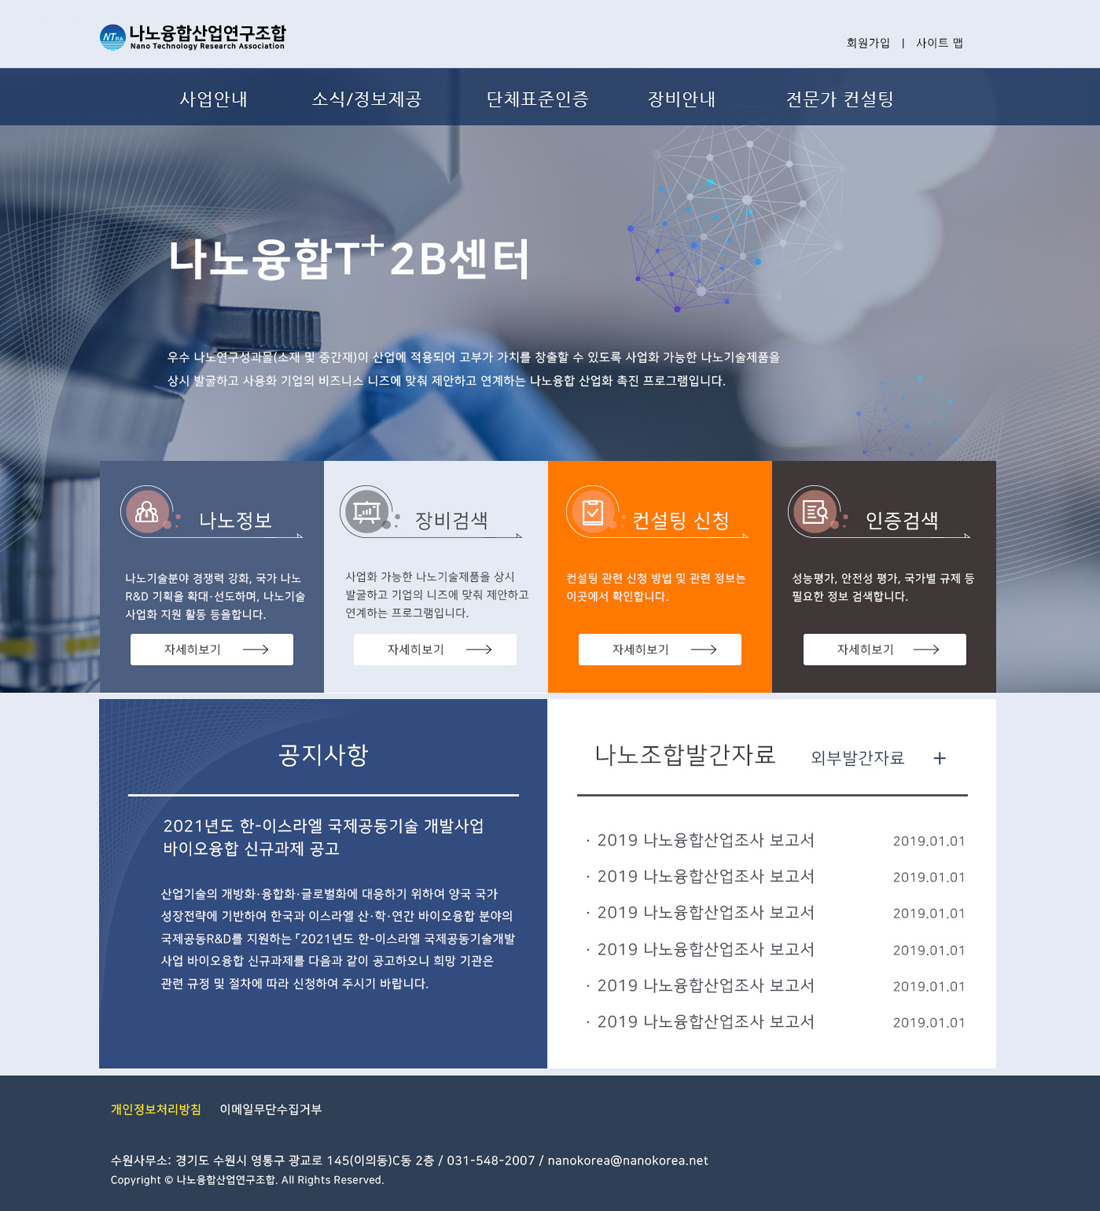 NTRA 나노융합산업연구조합
Nano Technology Research Association
회원가입 | 사이트 맵
사업안내 소식/정보제공 단체표준인증 장비안내 전문가 컨설팅
나노융합T+2B센터
우수 나노연구성과물(소재 및 중간재)이 산업에 적용되어 고부가 가치를 창출할 수 있도록 사업화 가능한 나노기술제품을
상시 발굴하고 사용화 기업의 비즈니스 니즈에 맞춰 제안하고 연계하는 나노융합 산업화 촉진 프로그램입니다.
나노정보
나노기술분야 경쟁력 강화, 국가 나노
R&D 기획을 확대·선도하며, 나노기술
사업화 지원 활동 등을합니다.
자세히보기
장비검색
사업화 가능한 나노기술제품을 상시
발굴하고 기업의 니즈에 맞춰 제안하고
연계하는 프로그램입니다.
자세히보기
컨설팅 신청
컨설팅 관련 신청 방법 및 관련 정보는
이곳에서 확인합니다.
자세히보기
인증검색
성능평가, 안전성 평가, 국가별 규제 등
필요한 정보 검색합니다.
자세히보기
공지사항
2021년도 한-이스라엘 국제공동기술 개발사업
바이오융합 신규과제 공고
산업기술의 개방화·융합화·글로벌화에 대응하기 위하여 양국 국가
성장전략에 기반하여 한국과 이스라엘 산·학·연간 바이오융합 분야의
국제공동R&D를 지원하는 「2021년도 한-이스라엘 국제공동기술개발
사업 바이오융합 신규과제를 다음과 같이 공고하오니 희망 기관은
관련 규정 및 절차에 따라 신청하여 주시기 바랍니다.
나노조합발간자료 외부발간자료 +
· 2019 나노융합산업조사 보고서 2019.01.01
· 2019 나노융합산업조사 보고서 2019.01.01
· 2019 나노융합산업조사 보고서 2019.01.01
· 2019 나노융합산업조사 보고서 2019.01.01
· 2019 나노융합산업조사 보고서 2019.01.01
· 2019 나노융합산업조사 보고서 2019.01.01
개인정보처리방침 이메일무단수집거부
수원사무소: 경기도 수원시 영통구 광교로 145(이의동)C동 2층 / 031-548-2007 / nanokorea@nanokorea.net
Copyright © 나노융합산업연구조합. All Rights Reserved.